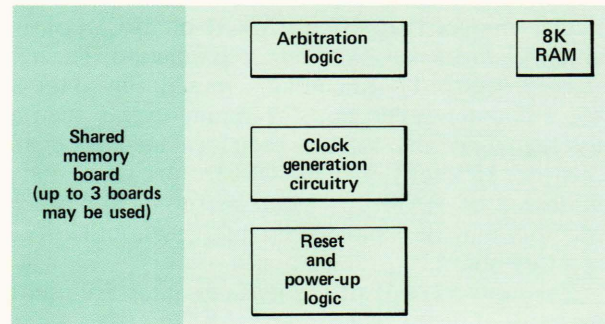 Shared
memory
board
(up to 3 boards
may be used)
Arbitration
logic
8K
RAM
Clock
generation
circuitry
Reset
and
power-up
logic